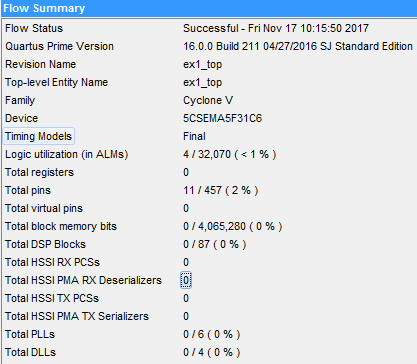 Flow Summary
Flow Status Successful - Fri Nov 17 10:15:50 2017
Quartus Prime Version 16.0.0 Build 211 04/27/2016 SJ Standard Edition
Revision Name ex1_top
Top-level Entity Name ex1_top
Family Cyclone V
Device 5CSEMA5F31C6
Timing Models Final
Logic utilization (in ALMs) 4 / 32,070 ( < 1 % )
Total registers 0
Total pins 11 / 457 ( 2 % )
Total virtual pins 0
Total block memory bits 0 / 4,065,280 ( 0 % )
Total DSP Blocks 0 / 87 ( 0 % )
Total HSSI RX PCSs 0
Total HSSI PMA RX Deserializers 0
Total HSSI TX PCSs 0
Total HSSI PMA TX Serializers 0
Total PLLs 0 / 6 ( 0 % )
Total DLLs 0 / 4 ( 0 % )